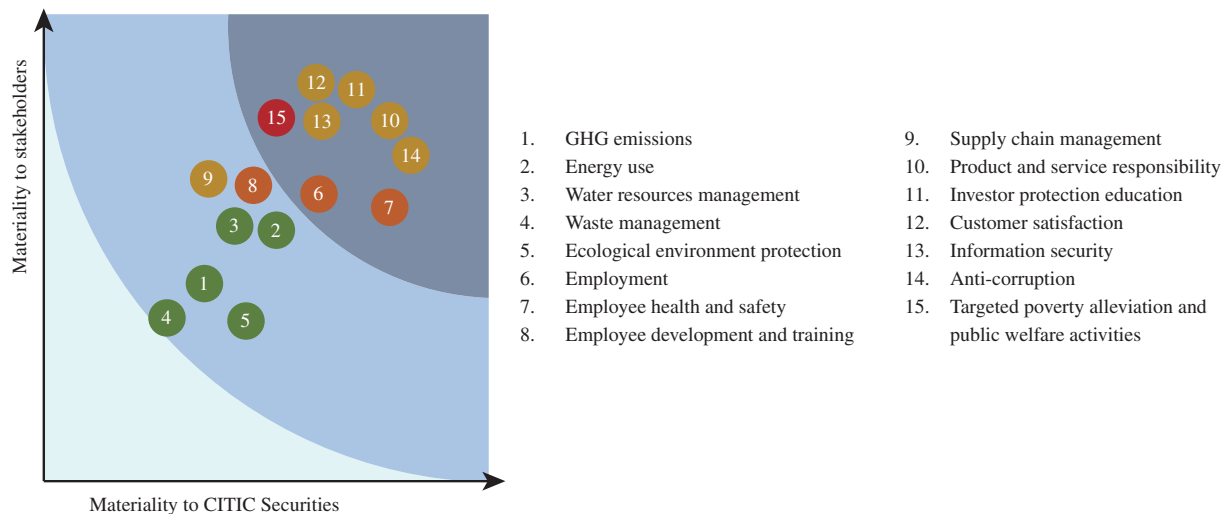 Materiality to stakeholders
12
11
15
13
10
14
9
8
6
7
3
2
1
4
5
Materiality to CITIC Securities
1. GHG emissions
2. Energy use
3. Water resources management
4. Waste management
5. Ecological environment protection
6. Employment
7. Employee health and safety
8. Employee development and training
9. Supply chain management
10. Product and service responsibility
11. Investor protection education
12. Customer satisfaction
13. Information security
14. Anti-corruption
15. Targeted poverty alleviation and
public welfare activities